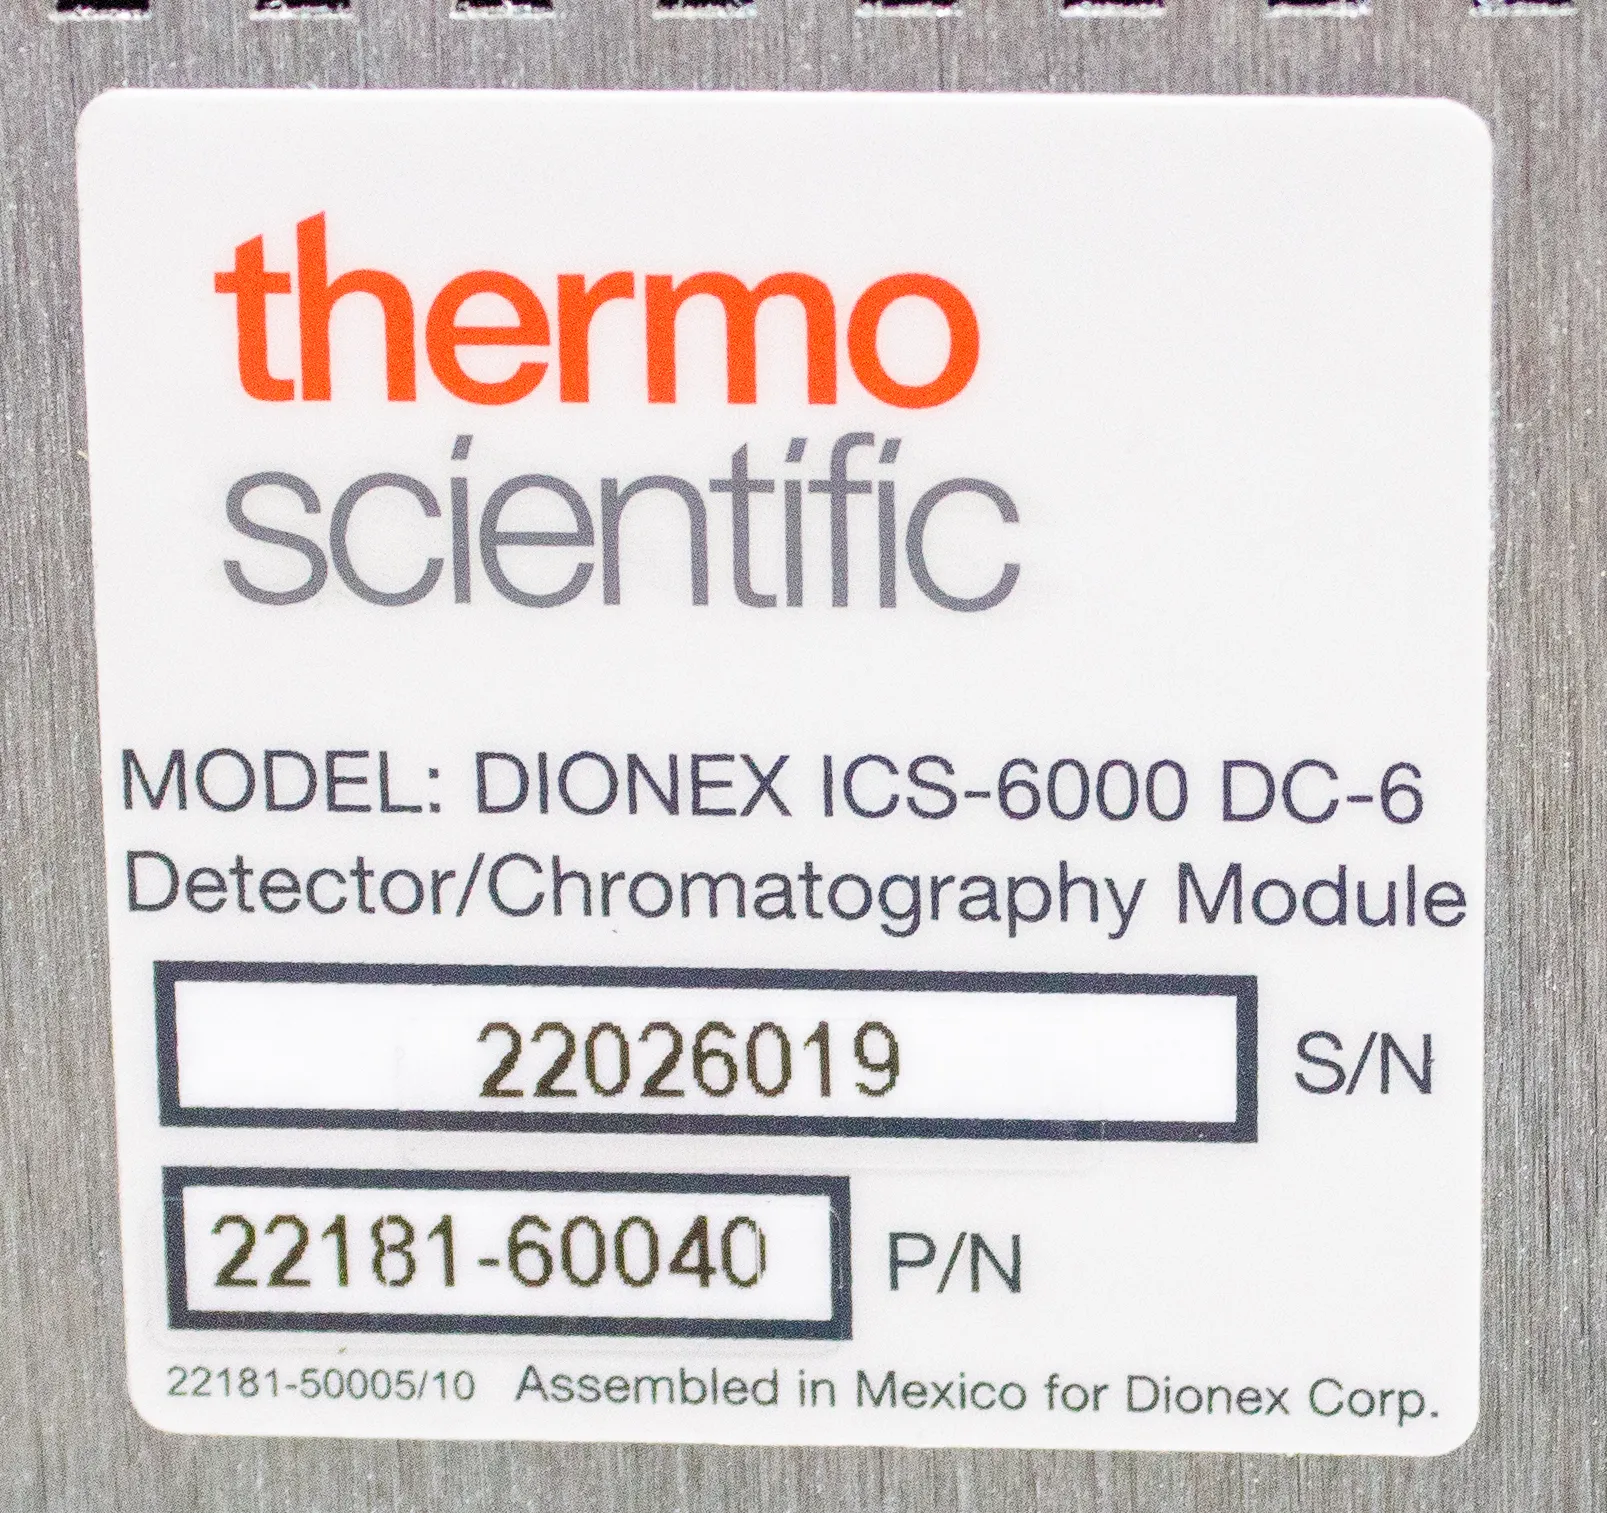 thermo
scientific
MODEL: DIONEX ICS-6000 DC-6
Detector/Chromatography Module
22026019 S/N
22181-60040 P/N
22181-50005/10 Assembled in Mexico for Dionex Corp.